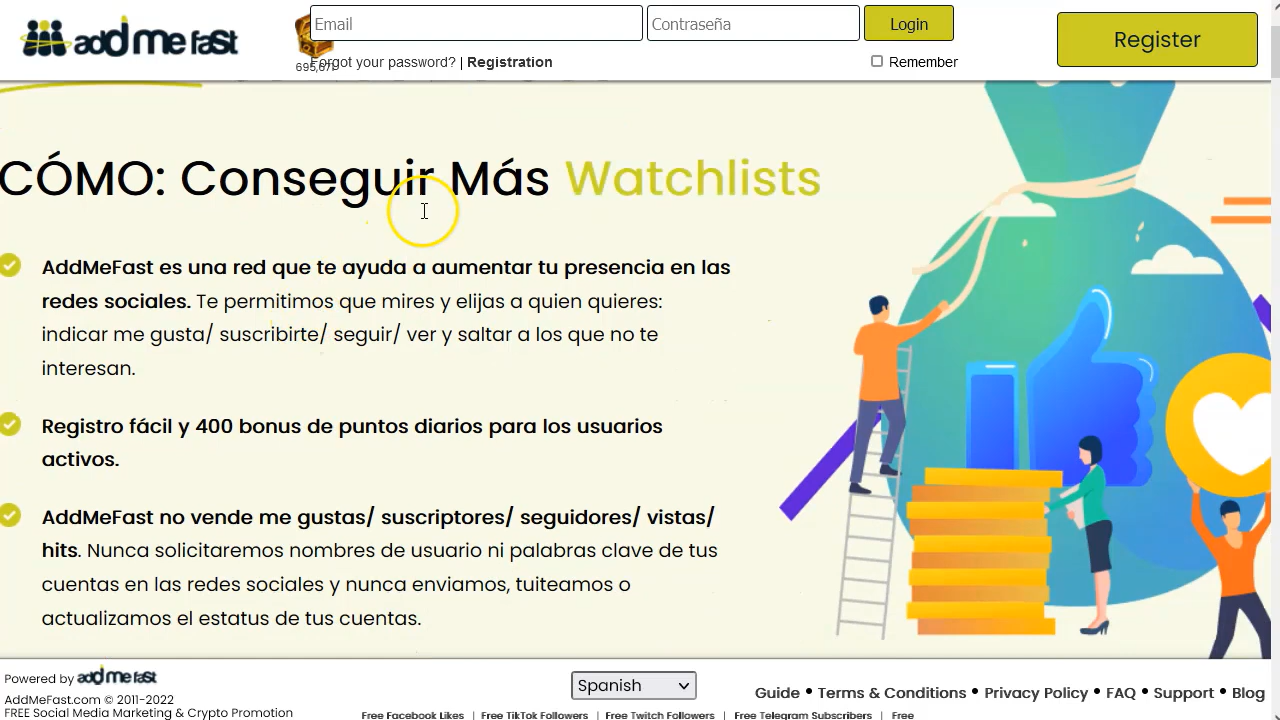 add me fast
Email
Contraseña
Login
Register
Forgot your password? | Registration
Remember
CÓMO: Conseguir Más Watchlists
AddMeFast es una red que te ayuda a aumentar tu presencia en las
redes sociales. Te permitimos que mires y elijas a quien quieres:
indicar me gusta/ suscribirte/ seguir/ ver y saltar a los que no te
interesan.
Registro fácil y 400 bonus de puntos diarios para los usuarios
activos.
AddMeFast no vende me gustas/ suscriptores/ seguidores/ vistas/
hits. Nunca solicitaremos nombres de usuario ni palabras clave de tus
cuentas en las redes sociales y nunca enviamos, tuiteamos o
actualizamos el estatus de tus cuentas.
Powered by add me fast
AddMeFast.com © 2011-2022
FREE Social Media Marketing & Crypto Promotion
Spanish
Guide • Terms & Conditions • Privacy Policy • FAQ • Support • Blog
Free Facebook Likes | Free TikTok Followers | Free Twitch Followers | Free Telegram Subscribers | Free